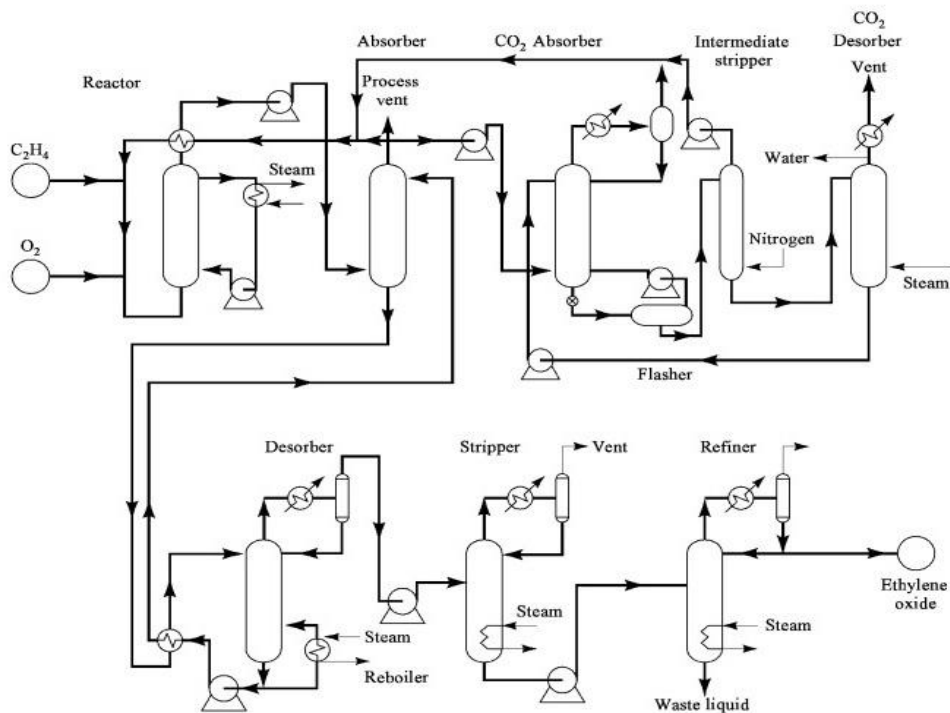 CO2
Absorber
CO2 Absorber
Intermediate
stripper
Desorber
Vent
Reactor
Process
vent
C2H4
Steam
Water
O2
Nitrogen
Steam
Flasher
Desorber
Stripper
Vent
Refiner
Ethylene
oxide
Steam
Steam
Steam
Reboiler
Waste liquid